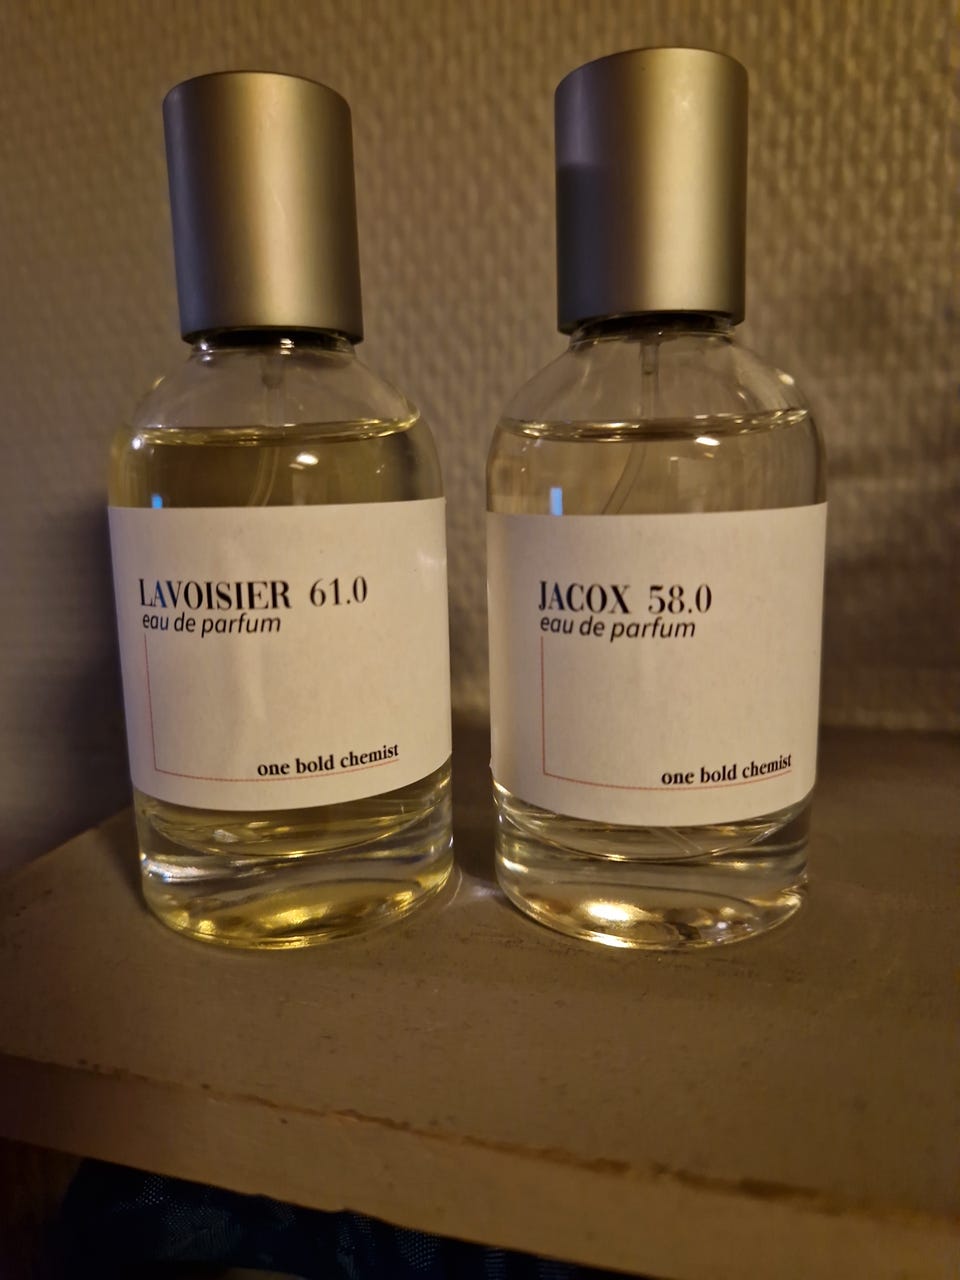 LAVOISIER 61.0
eau de parfum
one bold chemist
JACOX 58.0
eau de parfum
one bold chemist